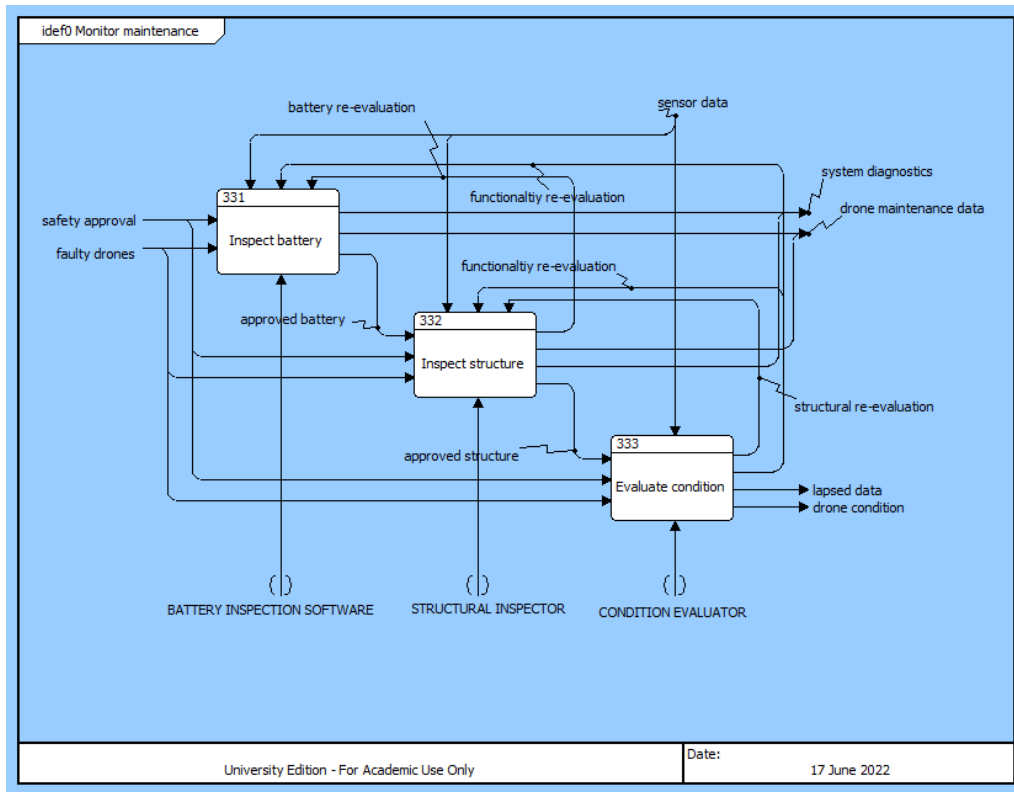 idef0 Monitor maintenance
battery re-evaluation
sensor data
system diagnostics
331
functionaltiy re-evaluation
drone maintenance data
safety approval
Inspect battery
faulty drones
functionaltiy re-evaluation
approved battery
332
Inspect structure
structural re-evaluation
333
approved structure
Evaluate condition
lapsed data
drone condition
BATTERY INSPECTION SOFTWARE
STRUCTURAL INSPECTOR
CONDITION EVALUATOR
University Edition - For Academic Use Only
Date:
17 June 2022